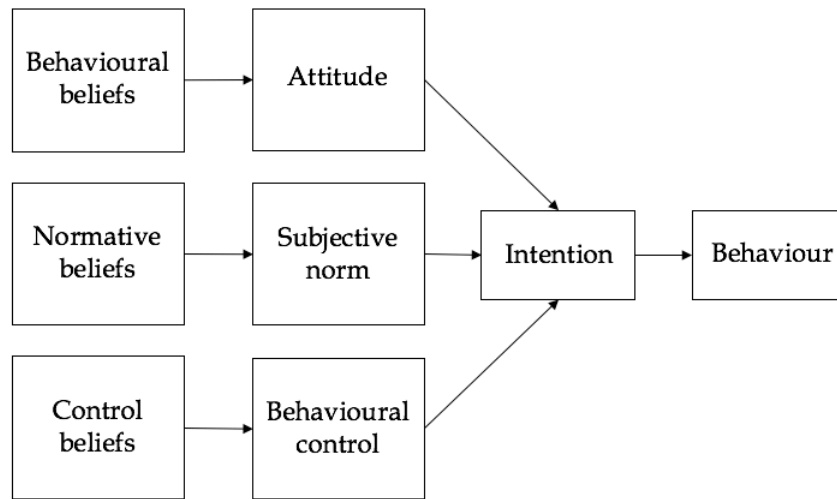 Behavioural
beliefs
Attitude
Normative
beliefs
Subjective
norm
Intention
Behaviour
Control
beliefs
Behavioural
control